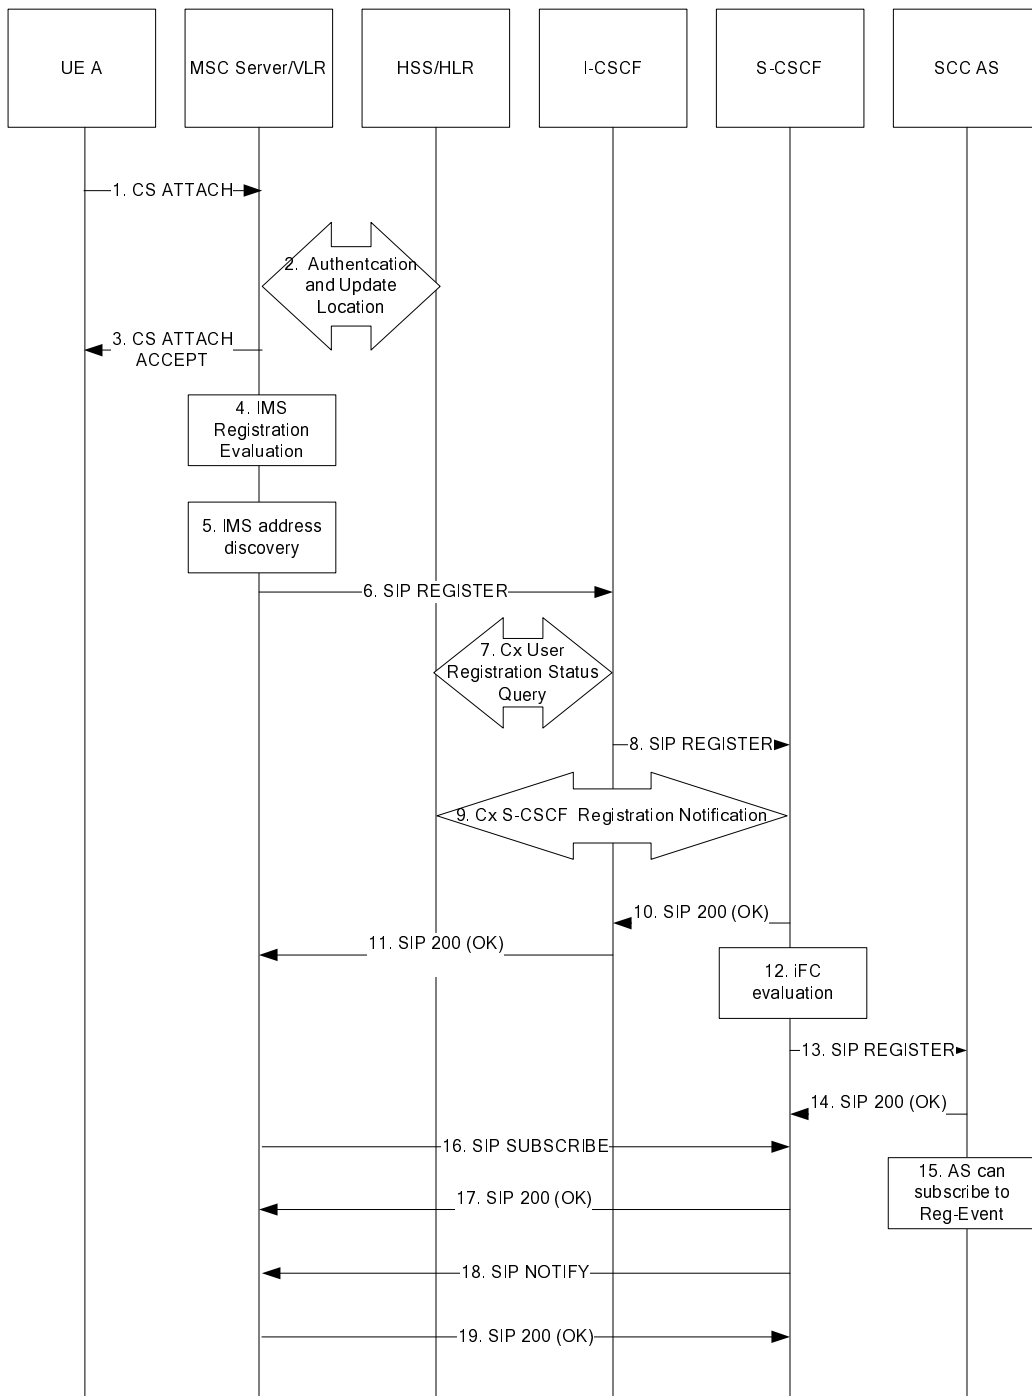 UE A
MSC Server/VLR
HSS/HLR
I-CSCF
S-CSCF
SCC AS
1. CS ATTACH
2. Authentcation
and Update
Location
3. CS ATTACH
ACCEPT
4. IMS
Registration
Evaluation
5. IMS address
discovery
6. SIP REGISTER
7. Cx User
Registration Status
Query
8. SIP REGISTER
9. Cx S-CSCF Registration Notification
10. SIP 200 (OK)
11. SIP 200 (OK)
12. iFC
evaluation
13. SIP REGISTER
14. SIP 200 (OK)
16. SIP SUBSCRIBE
15. AS can
subscribe to
Reg-Event
17. SIP 200 (OK)
18. SIP NOTIFY
19. SIP 200 (OK)